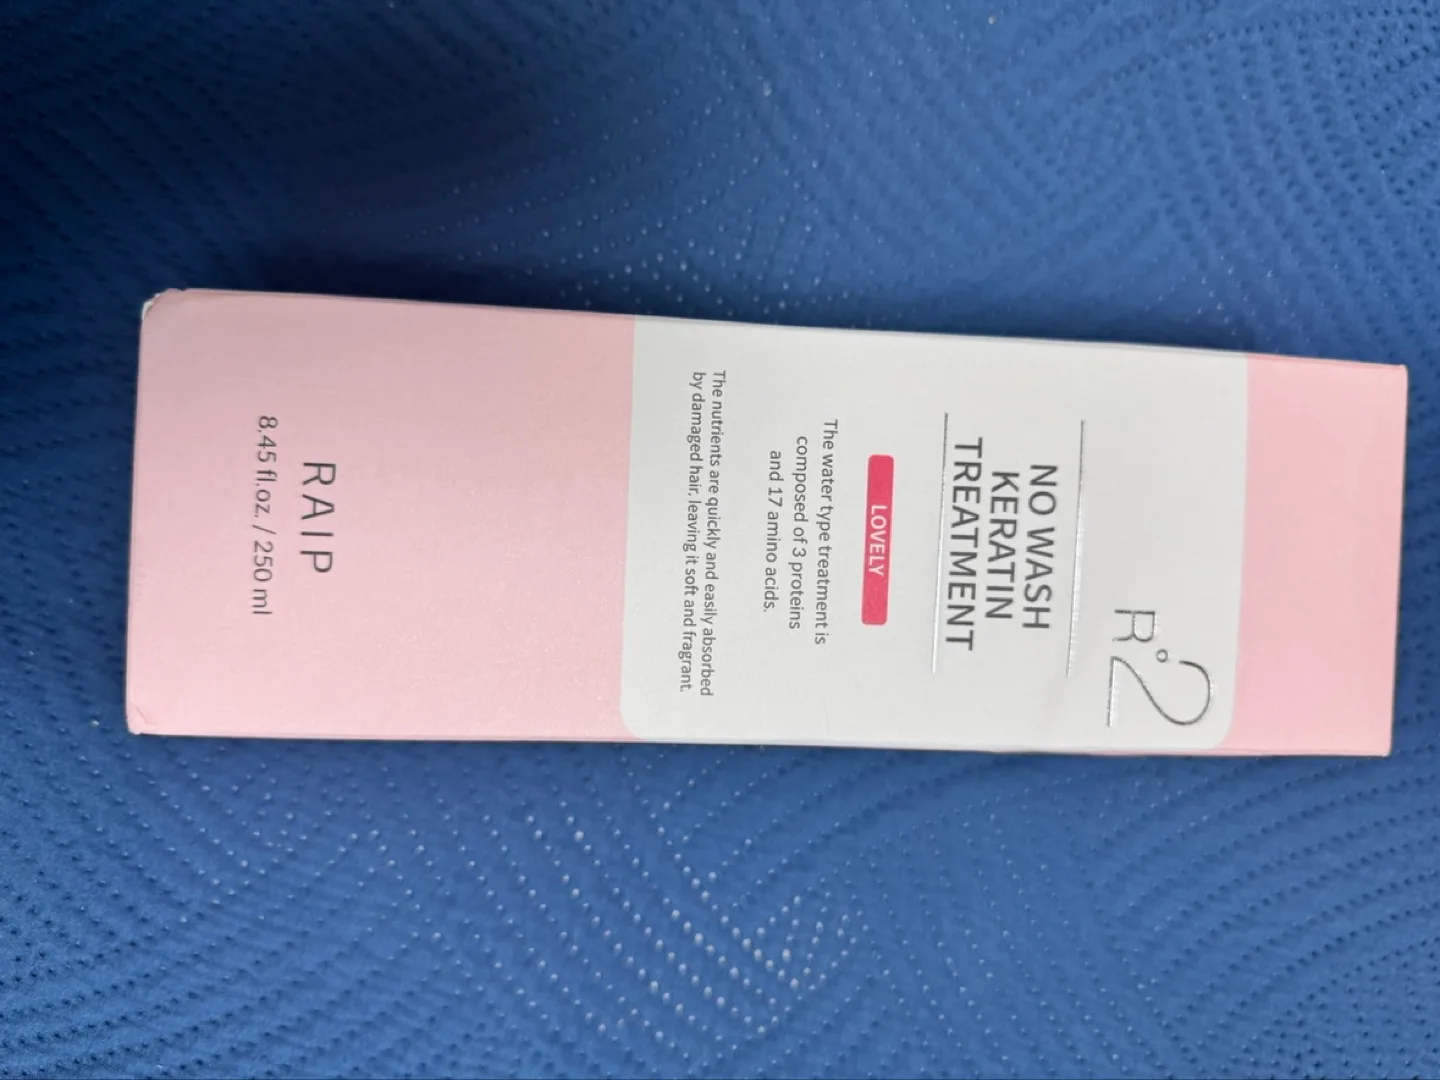 R°2
NO WASH
KERATIN
TREATMENT
LOVELY
The water type treatment is
composed of 3 proteins
and 17 amino acids.
The nutrients are quickly and easily absorbed
by damaged hair, leaving it soft and fragrant.
RAIP
8.45 fl.oz. / 250 ml